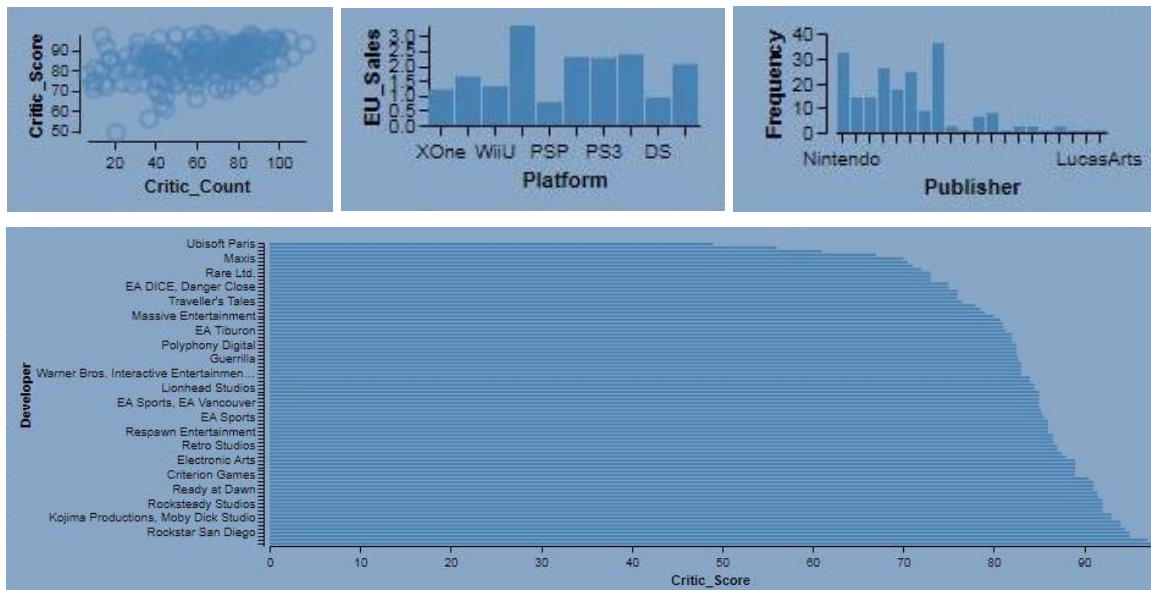 Critic_Score
90
80
70
60
50
20 40 60 80 100
Critic_Count
EU_Sales
3.0
2.5
2.0
1.5
1.0
0.5
0.0
XOne WiiU PSP PS3 DS
Platform
Frequency
40
30
20
10
0
Nintendo LucasArts
Publisher
Developer
Ubisoft Paris
Maxis
Rare Ltd.
EA DICE, Danger Close
Traveller's Tales
Massive Entertainment
EA Tiburon
Polyphony Digital
Guerrilla
Warner Bros. Interactive Entertainmen...
Lionhead Studios
EA Sports, EA Vancouver
EA Sports
Respawn Entertainment
Retro Studios
Electronic Arts
Criterion Games
Ready at Dawn
Rocksteady Studios
Kojima Productions, Moby Dick Studio
Rockstar San Diego
0 10 20 30 40 50 60 70 80 90
Critic_Score